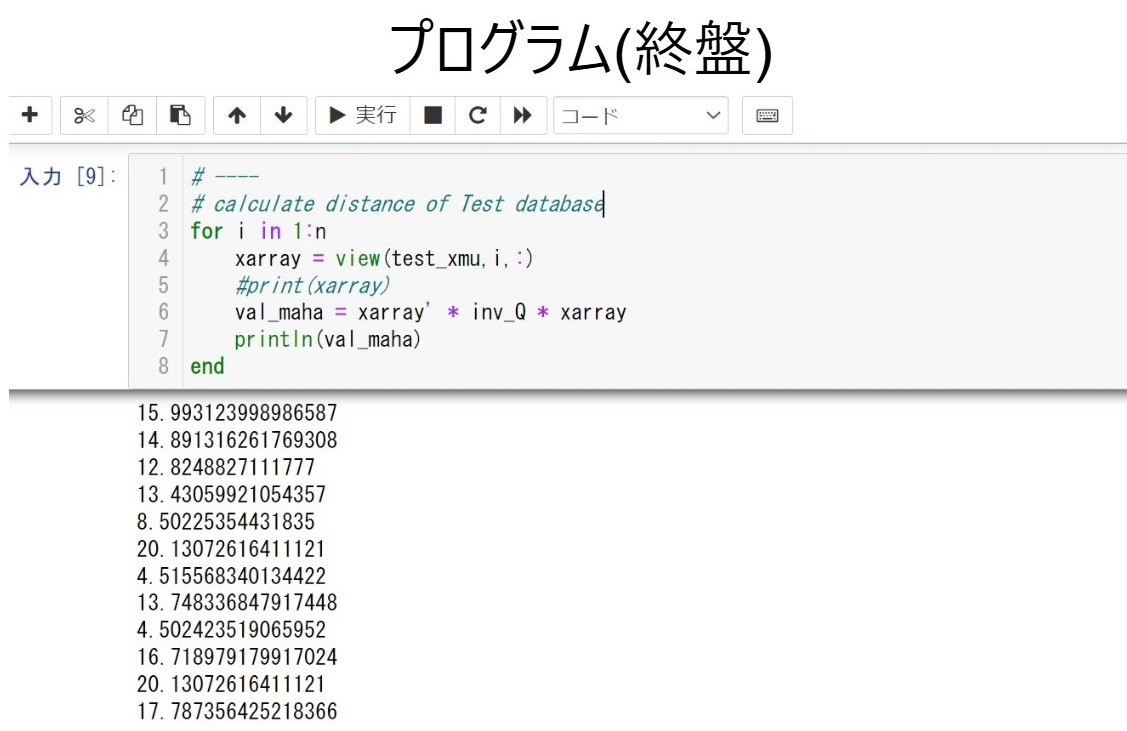 プログラム(終盤)
実行 コード
入力 [9]:
1 # ----
2 # calculate distance of Test database
3 for i in 1:n
4     xarray = view(test_xmu,i,:)
5     #print(xarray)
6     val_maha = xarray' * inv_Q * xarray
7     println(val_maha)
8 end
15.993123998986587
14.891316261769308
12.8248827111777
13.43059921054357
8.50225354431835
20.13072616411121
4.515568340134422
13.748336847917448
4.502423519065952
16.718979179917024
20.13072616411121
17.787356425218366